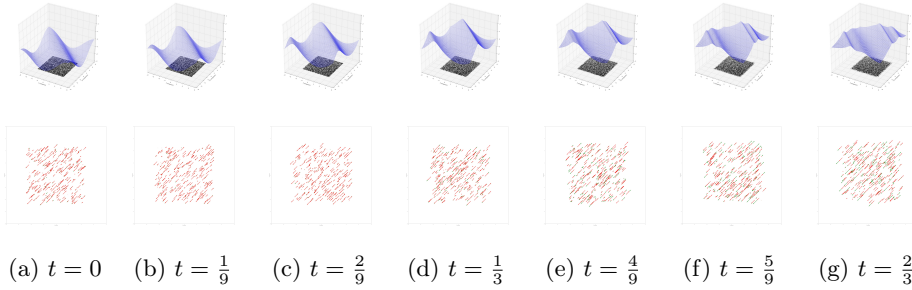 (a) t = 0 (b) t = 1/9 (c) t = 2/9 (d) t = 1/3 (e) t = 4/9 (f) t = 5/9 (g) t = 2/3